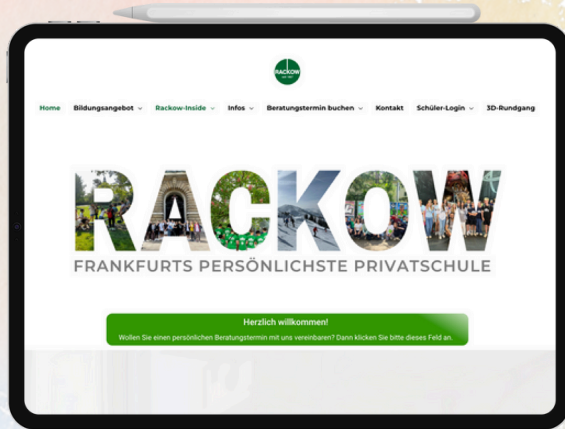 RACKOW
Home Bildungsangebot Rackow-Inside Infos Beratungstermin buchen Kontakt Schüler-Login 3D-Rundgang
RACKOW
FRANKFURTS PERSÖNLICHSTE PRIVATSCHULE
Herzlich willkommen!
Wollen Sie einen persönlichen Beratungstermin mit uns vereinbaren? Dann klicken Sie bitte dieses Feld an.